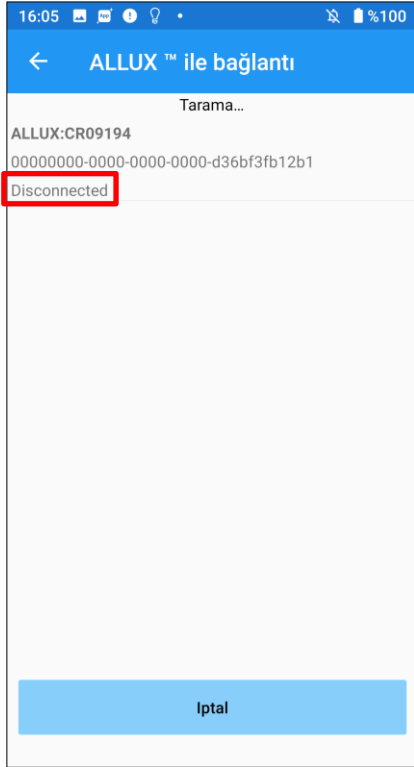 16:05 %100
ALLUX ™ ile bağlantı
Tarama...
ALLUX:CR09194
00000000-0000-0000-0000-d36bf3fb12b1
Disconnected
Iptal